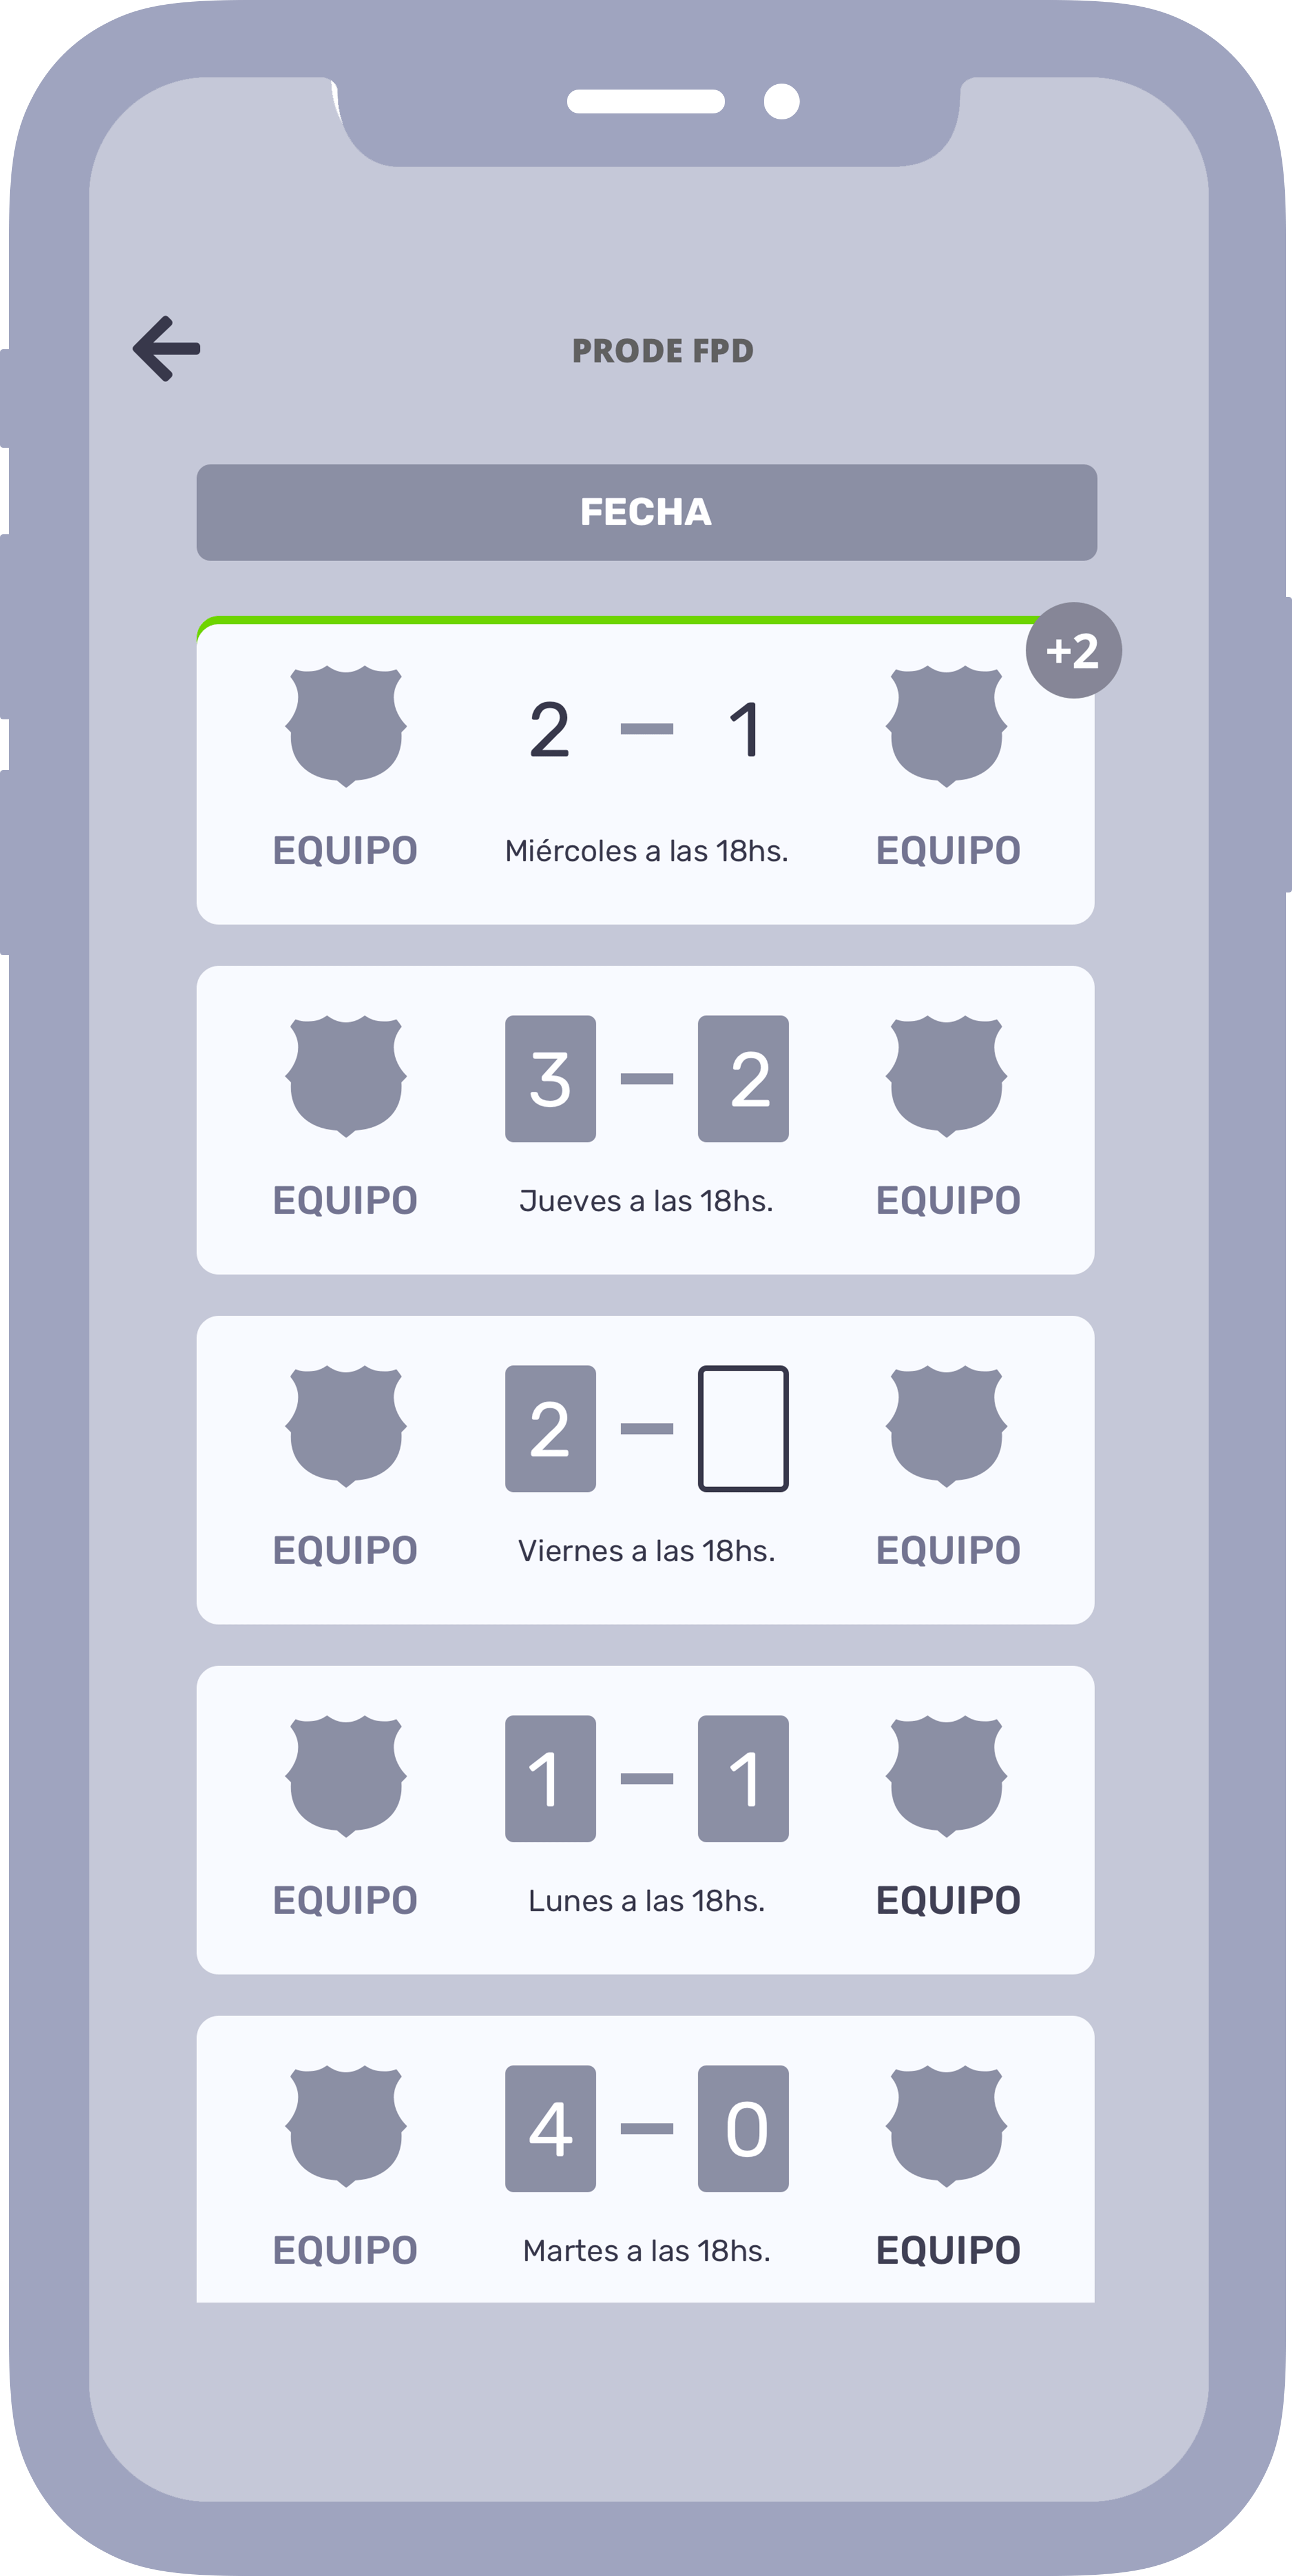 PRODE FPD
FECHA
+2
2 — 1
EQUIPO Miércoles a las 18hs. EQUIPO
3 — 2
EQUIPO Jueves a las 18hs. EQUIPO
2 —
EQUIPO Viernes a las 18hs. EQUIPO
1 — 1
EQUIPO Lunes a las 18hs. EQUIPO
4 — 0
EQUIPO Martes a las 18hs. EQUIPO